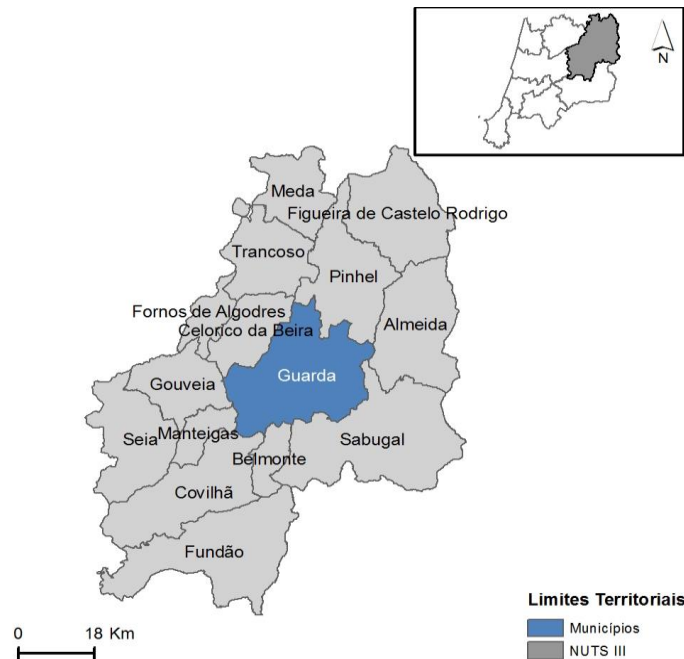 N
Meda
Figueira de Castelo Rodrigo
Trancoso
Pinhel
Fornos de Algodres
Celorico da Beira
Almeida
Guarda
Gouveia
Seia
Manteigas
Sabugal
Belmonte
Covilhã
Fundão
Limites Territoriais
Municípios
NUTS III
0 18 Km